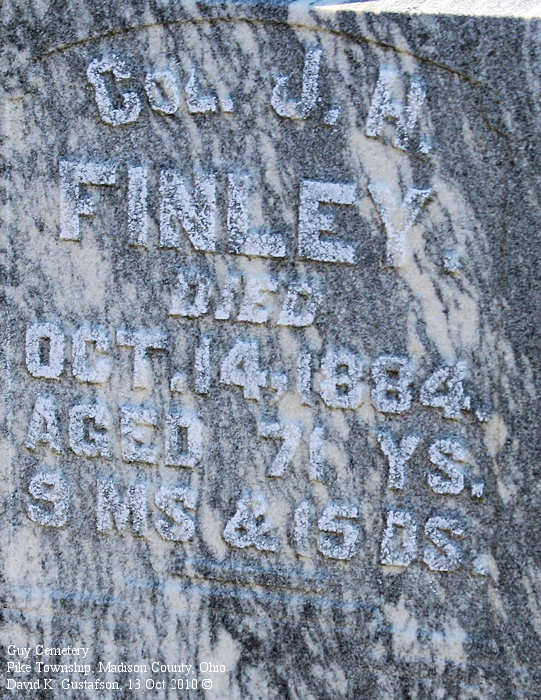 Col. J. H.
FINLEY.
DIED
OCT. 14, 1884.
AGED 71 YS.
9 MS & 15 DS.
Guy Cemetery
Pike Township, Madison County, Ohio
David K. Gustafson, 13 Oct 2010 ©